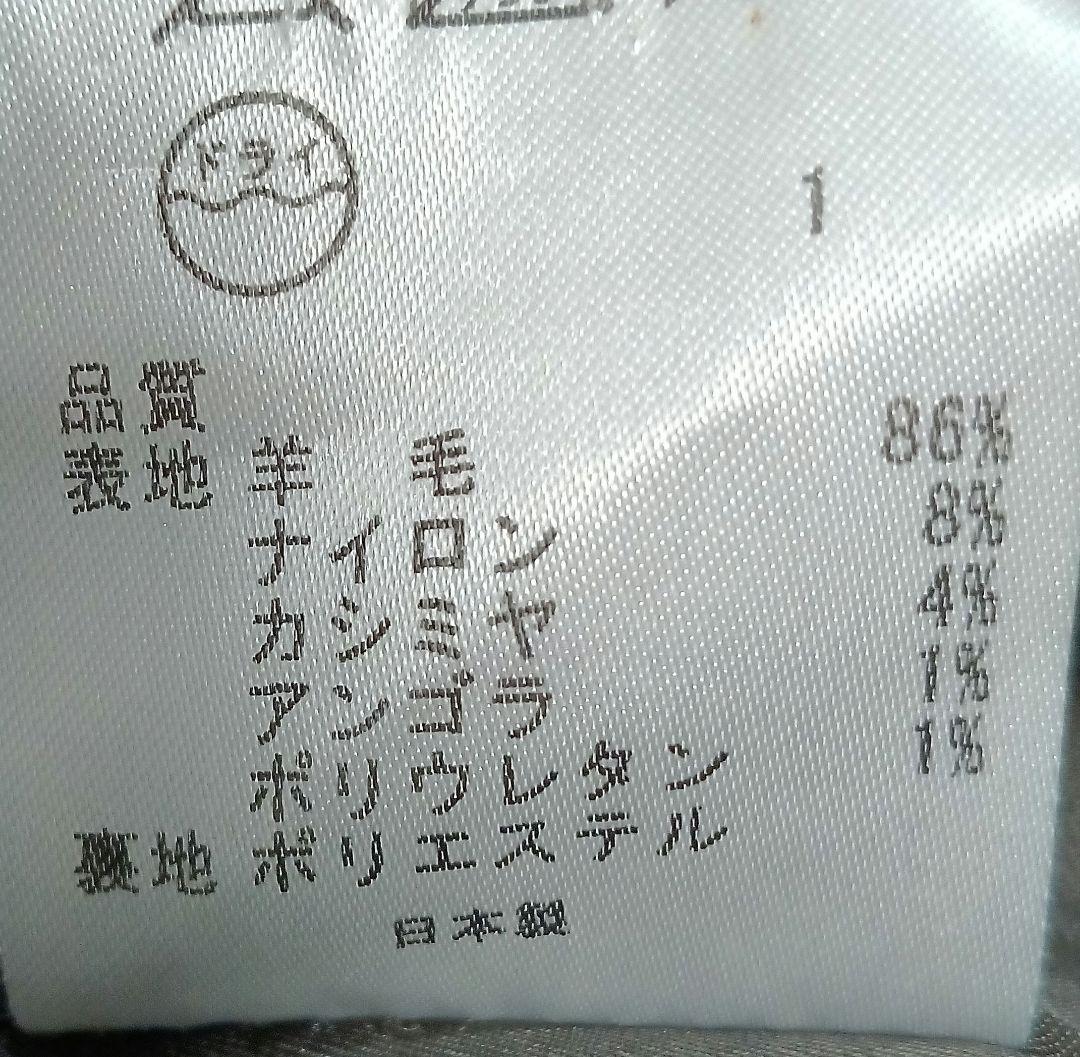 ドライ
1
品質
表地 羊毛 86%
ナイロン 8%
カシミヤ 4%
アンゴラ 1%
ポリウレタン 1%
裏地 ポリエステル
日本製